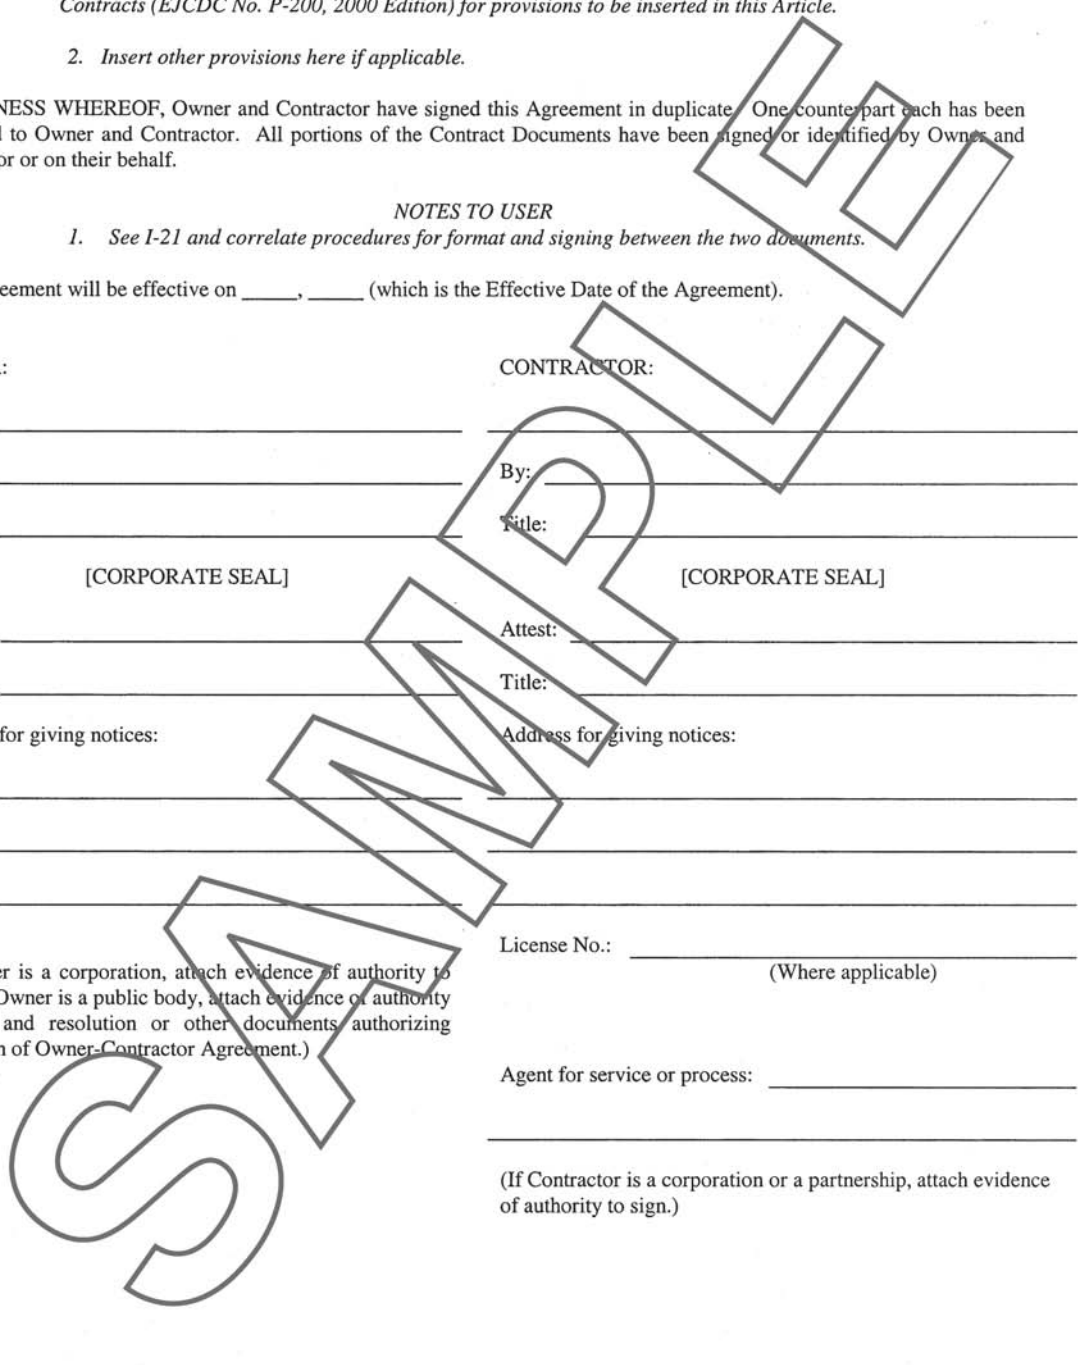 Contracts (EJCDC No. P-200, 2000 Edition) for provisions to be inserted in this Article.
2. Insert other provisions here if applicable.
NESS WHEREOF, Owner and Contractor have signed this Agreement in duplicate. One counterpart each has been
to Owner and Contractor. All portions of the Contract Documents have been signed or identified by Owner and
or or on their behalf.
NOTES TO USER
1. See I-21 and correlate procedures for format and signing between the two documents.
eement will be effective on _____, _____ (which is the Effective Date of the Agreement).
: CONTRACTOR:
By:
Title:
[CORPORATE SEAL] [CORPORATE SEAL]
Attest:
Title:
for giving notices: Address for giving notices:
License No.:
(Where applicable)
r is a corporation, attach evidence of authority to
Owner is a public body, attach evidence of authority
and resolution or other documents authorizing
n of Owner-Contractor Agreement.)
Agent for service or process:
(If Contractor is a corporation or a partnership, attach evidence
of authority to sign.)
SAMPLE